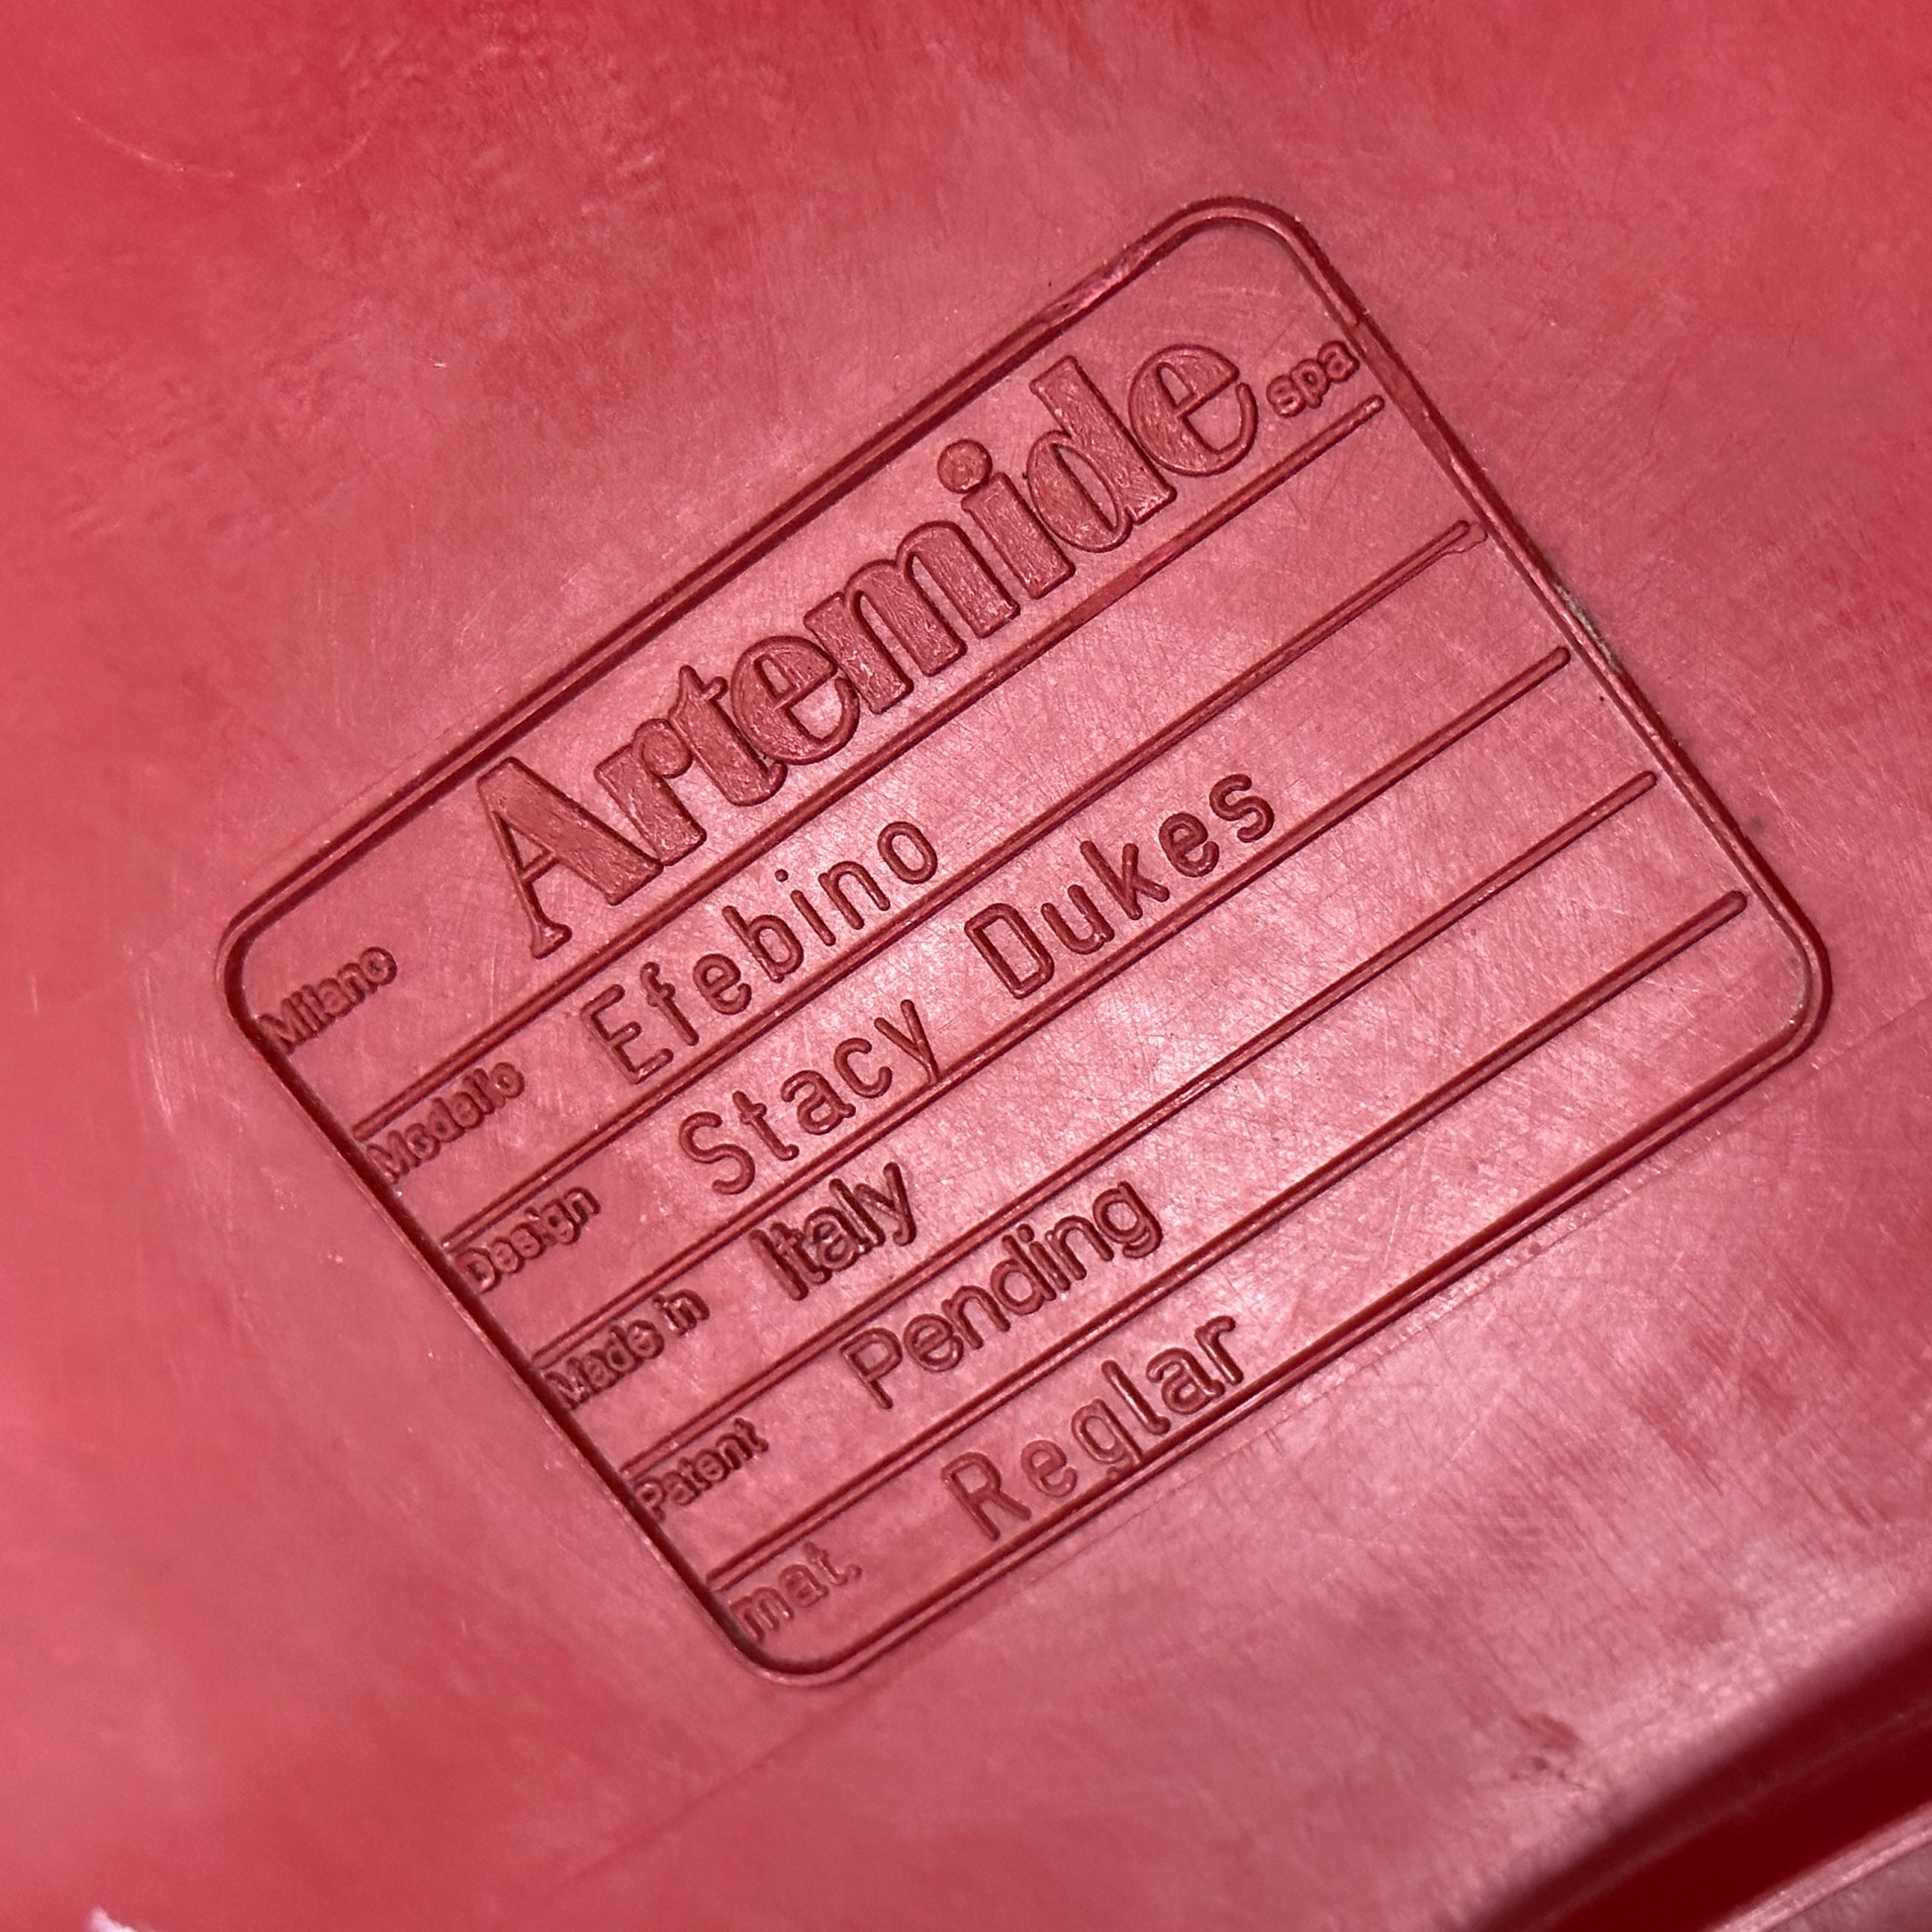 Milano Artemide spa
Modello Efebino
Design Stacy Dukes
Made in Italy
Patent Pending
mat. Reglar